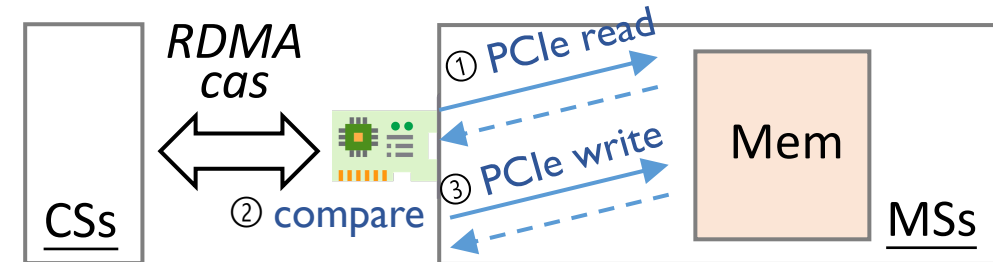 RDMA
cas
① PCIe read
Mem
③ PCIe write
② compare
CSs
MSs